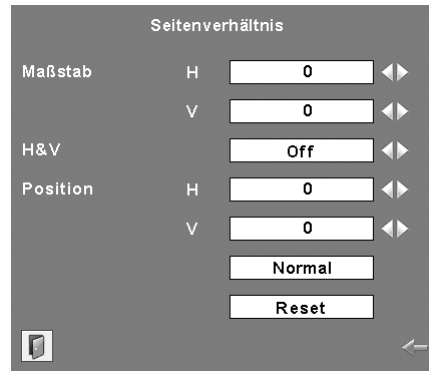 Seitenverhältnis
Maßstab H 0
V 0
H&V Off
Position H 0
V 0
Normal
Reset